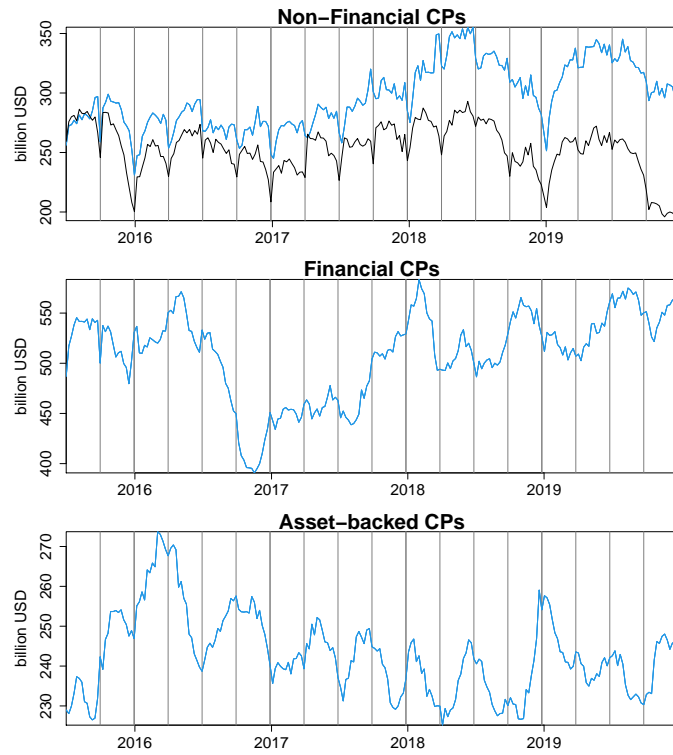 Non−Financial CPs
billion USD
350
300
250
200
2016 2017 2018 2019
Financial CPs
billion USD
550
500
450
400
2016 2017 2018 2019
Asset−backed CPs
billion USD
270
260
250
240
230
2016 2017 2018 2019